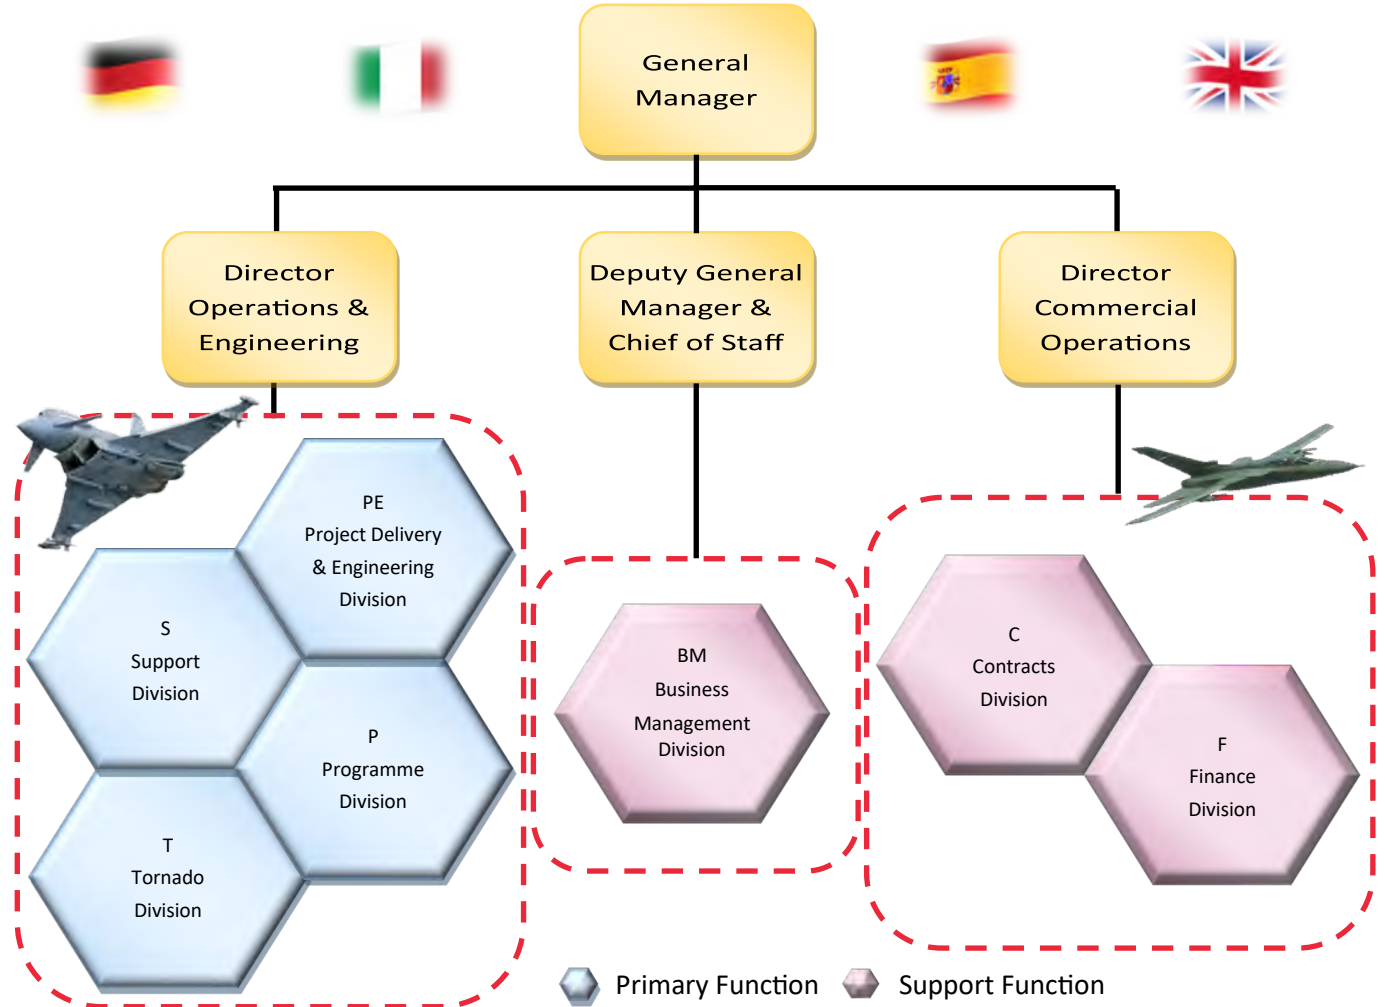 General
Manager
Director
Operations &
Engineering
Deputy General
Manager &
Chief of Staff
Director
Commercial
Operations
PE
Project Delivery
& Engineering
Division
S
Support
Division
P
Programme
Division
T
Tornado
Division
BM
Business
Management
Division
C
Contracts
Division
F
Finance
Division
Primary Function
Support Function